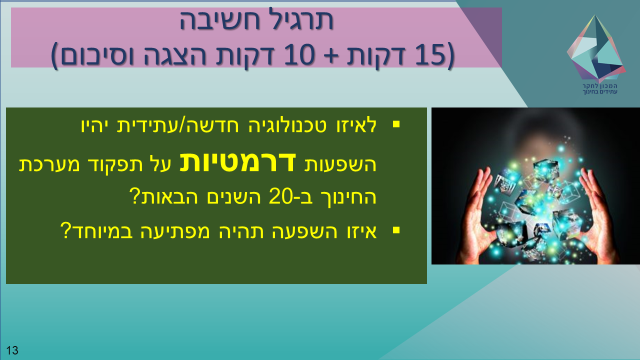 תרגיל חשיבה
(15 דקות + 10 דקות הצגה וסיכום)
המכון לחקר
עתידים בחינוך
לאיזו טכנולוגיה חדשה/עתידית יהיו
השפעות דרמטיות על תפקוד מערכת
החינוך ב-20 השנים הבאות?
איזו השפעה תהיה מפתיעה במיוחד?
13